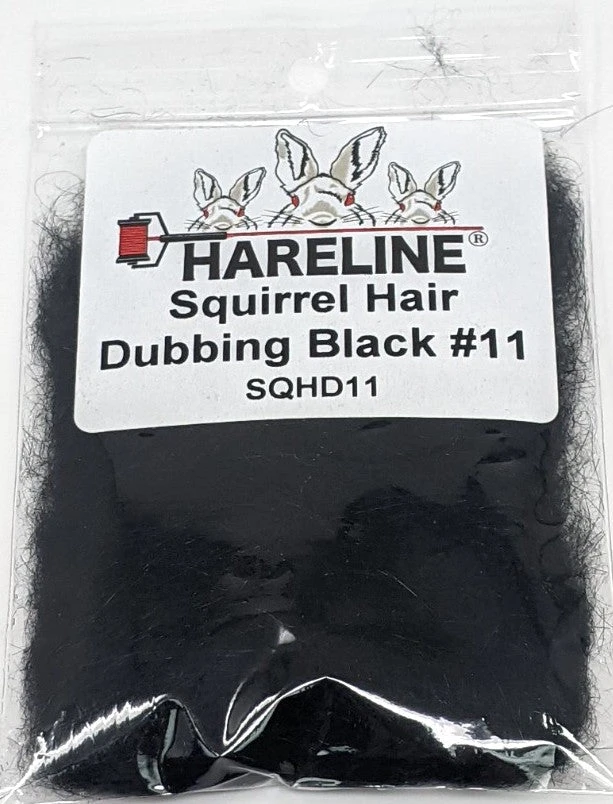 HARELINE®
Squirrel Hair
Dubbing Black #11
SQHD11